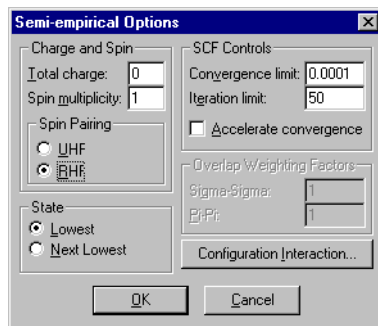 Semi-empirical Options
Charge and Spin
Total charge: 0
Spin multiplicity: 1
Spin Pairing
UHF
RHF
State
Lowest
Next Lowest
SCF Controls
Convergence limit: 0.0001
Iteration limit: 50
Accelerate convergence
Overlap Weighting Factors
Sigma-Sigma: 1
Pi-Pi: 1
Configuration Interaction...
OK
Cancel